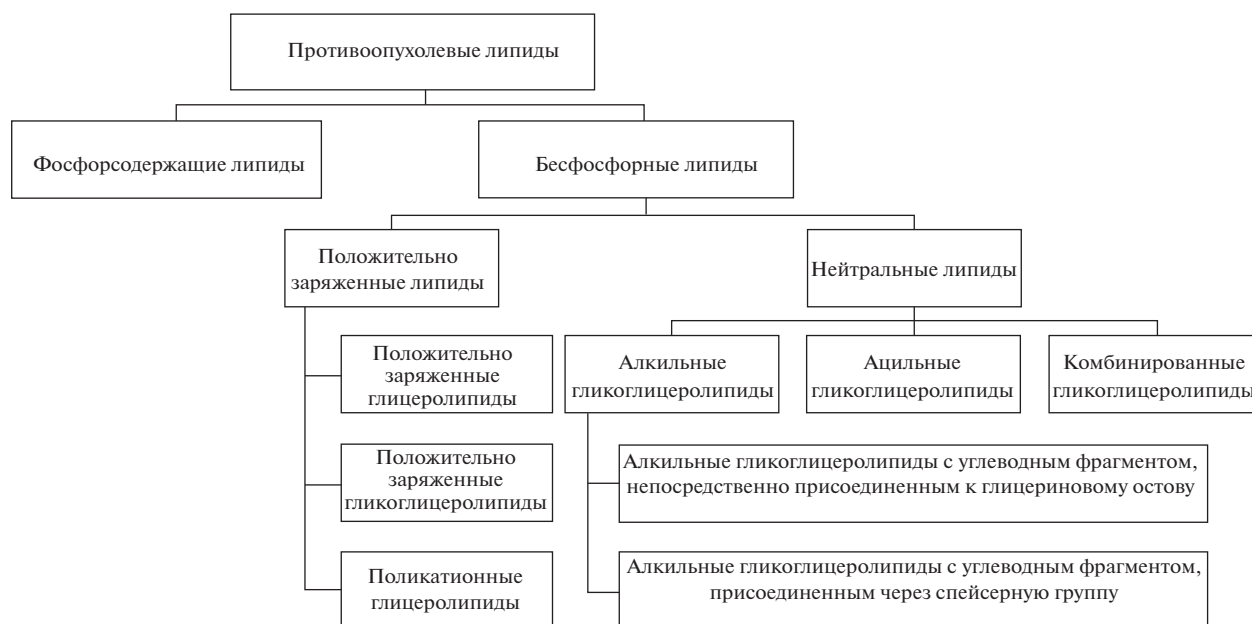 Противоопухолевые липиды
Фосфорсодержащие липиды
Бесфосфорные липиды
Положительно
заряженные липиды
Нейтральные липиды
Положительно
заряженные
глицеролипиды
Алкильные
гликоглицеролипиды
Ацильные
гликоглицеролипиды
Комбинированные
гликоглицеролипиды
Положительно
заряженные
гликоглицеролипиды
Алкильные гликоглицеролипиды с углеводным фрагментом,
непосредственно присоединенным к глицериновому остову
Поликатионные
глицеролипиды
Алкильные гликоглицеролипиды с углеводным фрагментом,
присоединенным через спейсерную группу